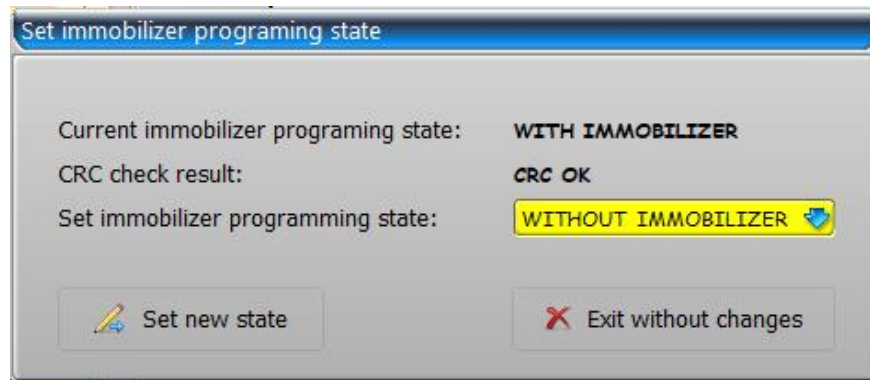 Set immobilizer programing state
Current immobilizer programing state: WITH IMMOBILIZER
CRC check result: CRC OK
Set immobilizer programming state: WITHOUT IMMOBILIZER
Set new state Exit without changes